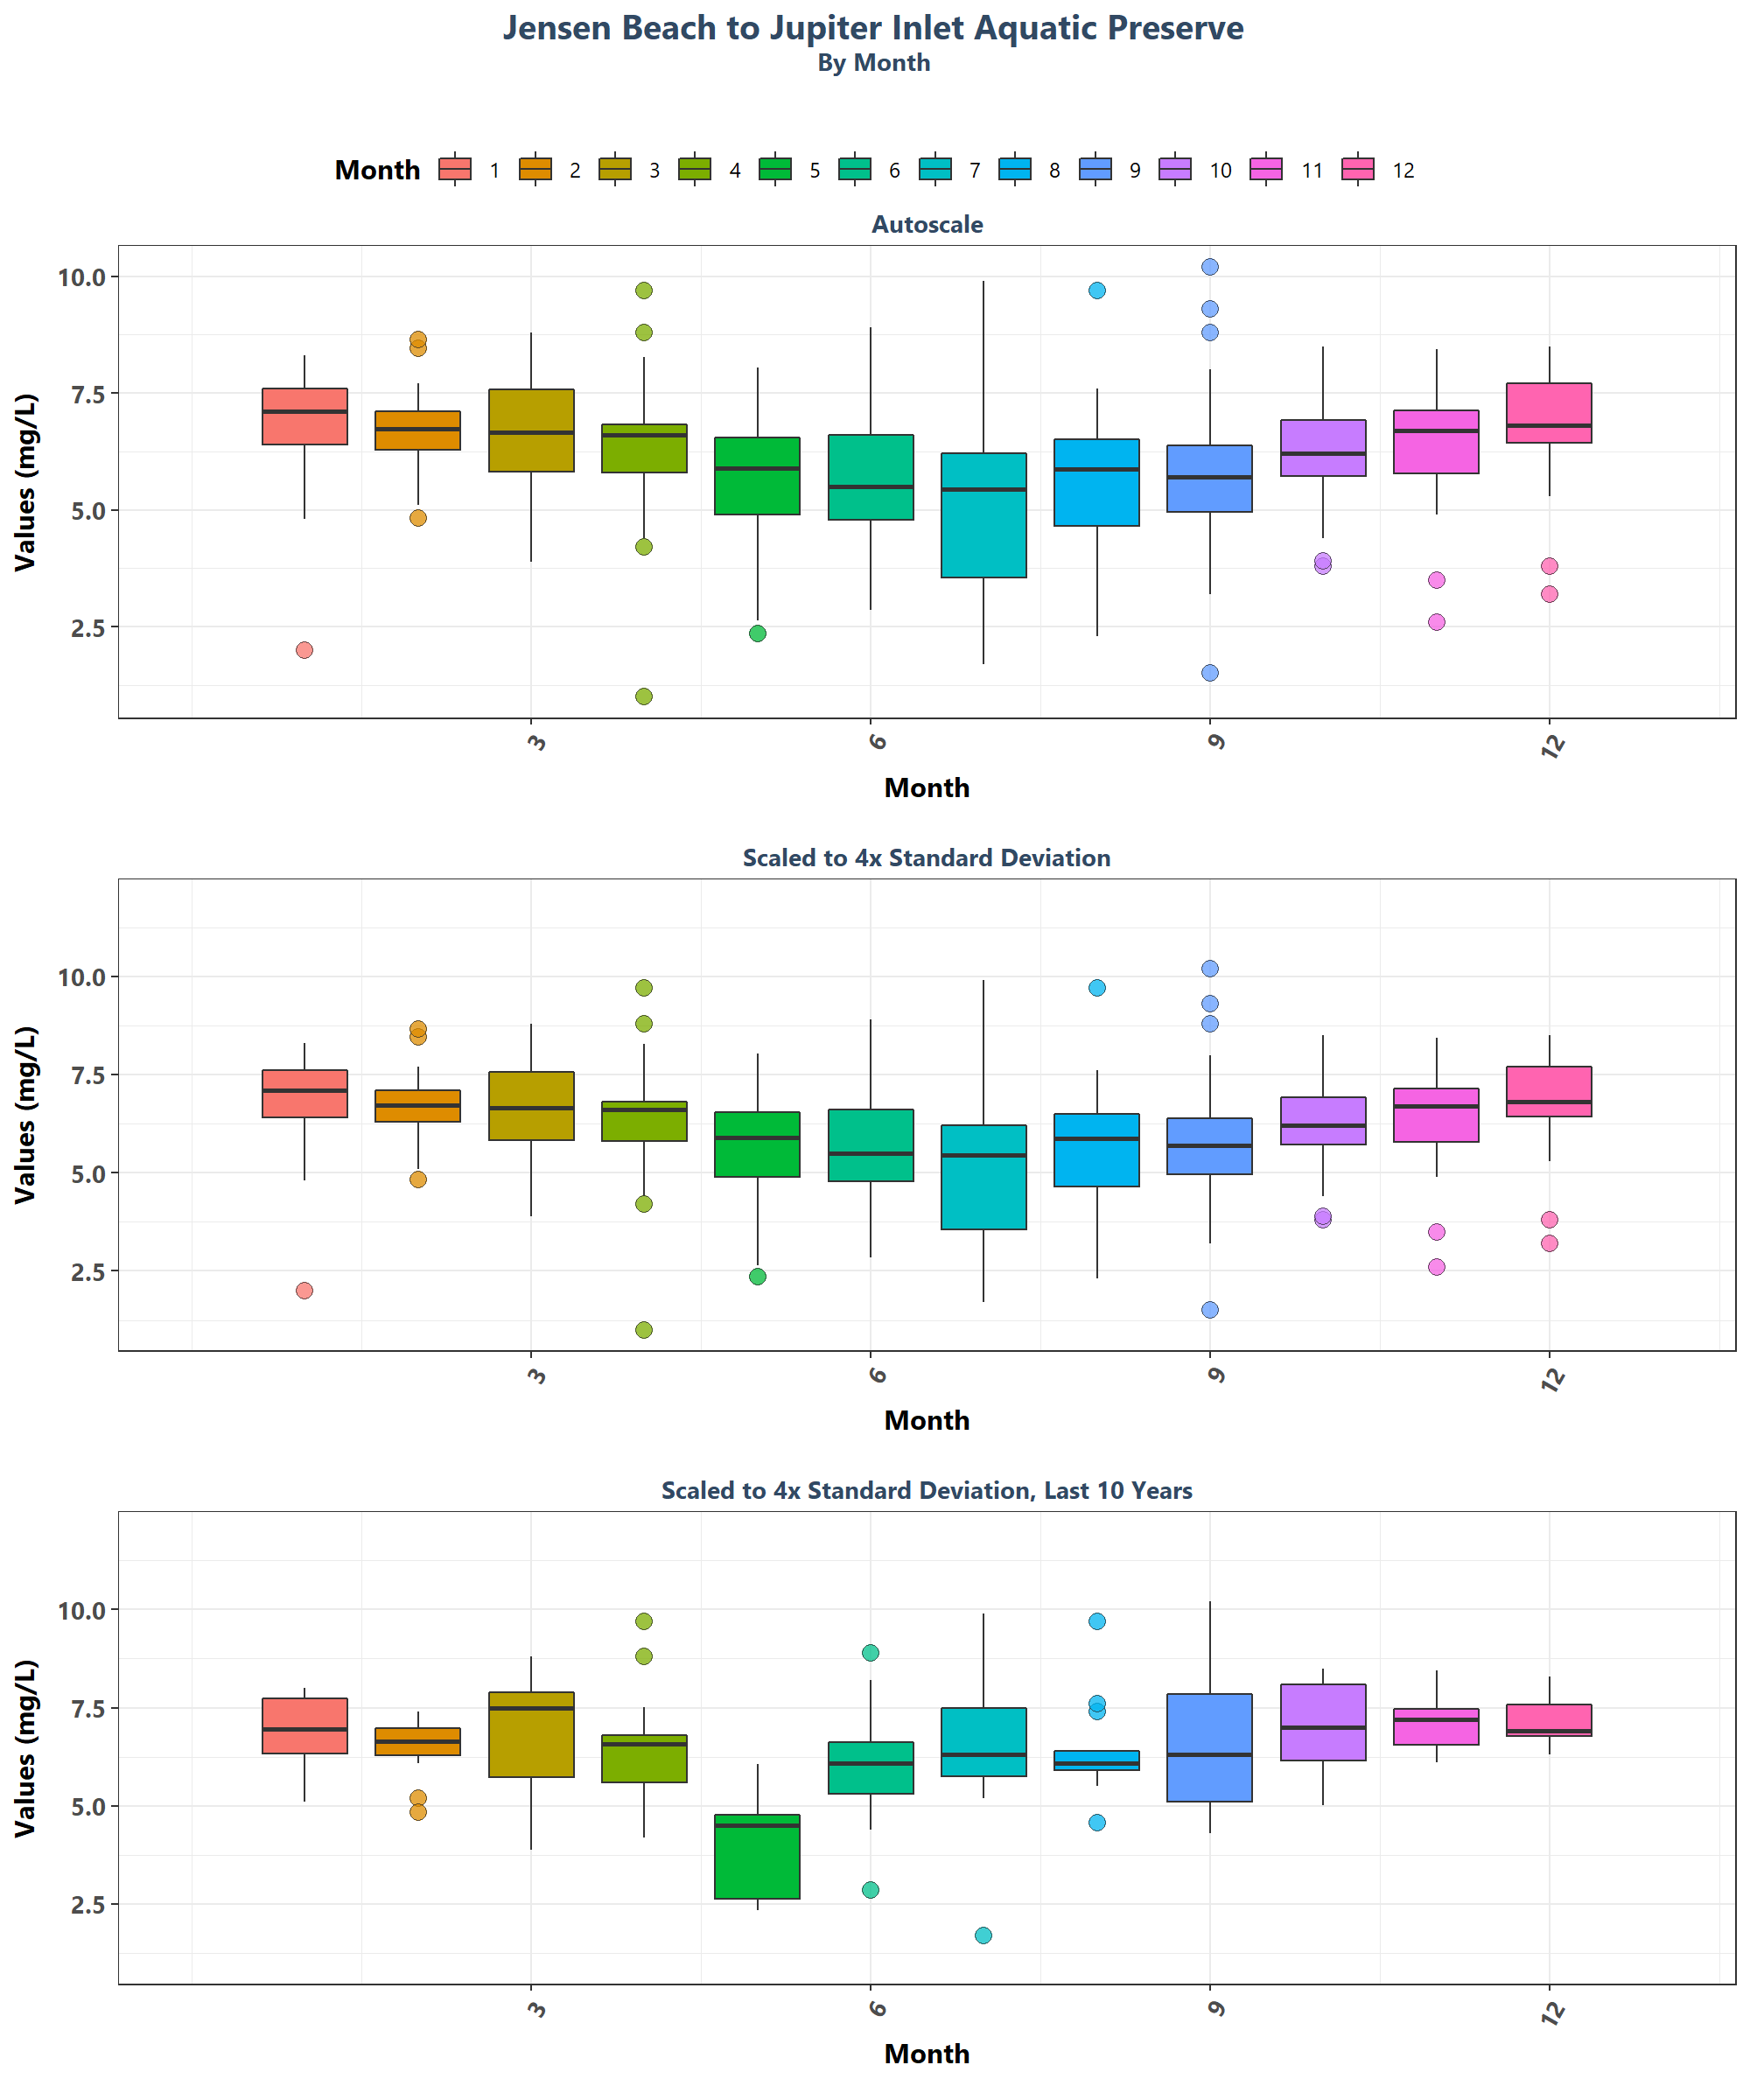 Jensen Beach to Jupiter Inlet Aquatic Preserve
By Month
Month 1 2 3 4 5 6 7 8 9 10 11 12
Autoscale
Values (mg/L)
10.0
7.5
5.0
2.5
3 6 9 12
Month
Scaled to 4x Standard Deviation
Values (mg/L)
10.0
7.5
5.0
2.5
3 6 9 12
Month
Scaled to 4x Standard Deviation, Last 10 Years
Values (mg/L)
10.0
7.5
5.0
2.5
3 6 9 12
Month